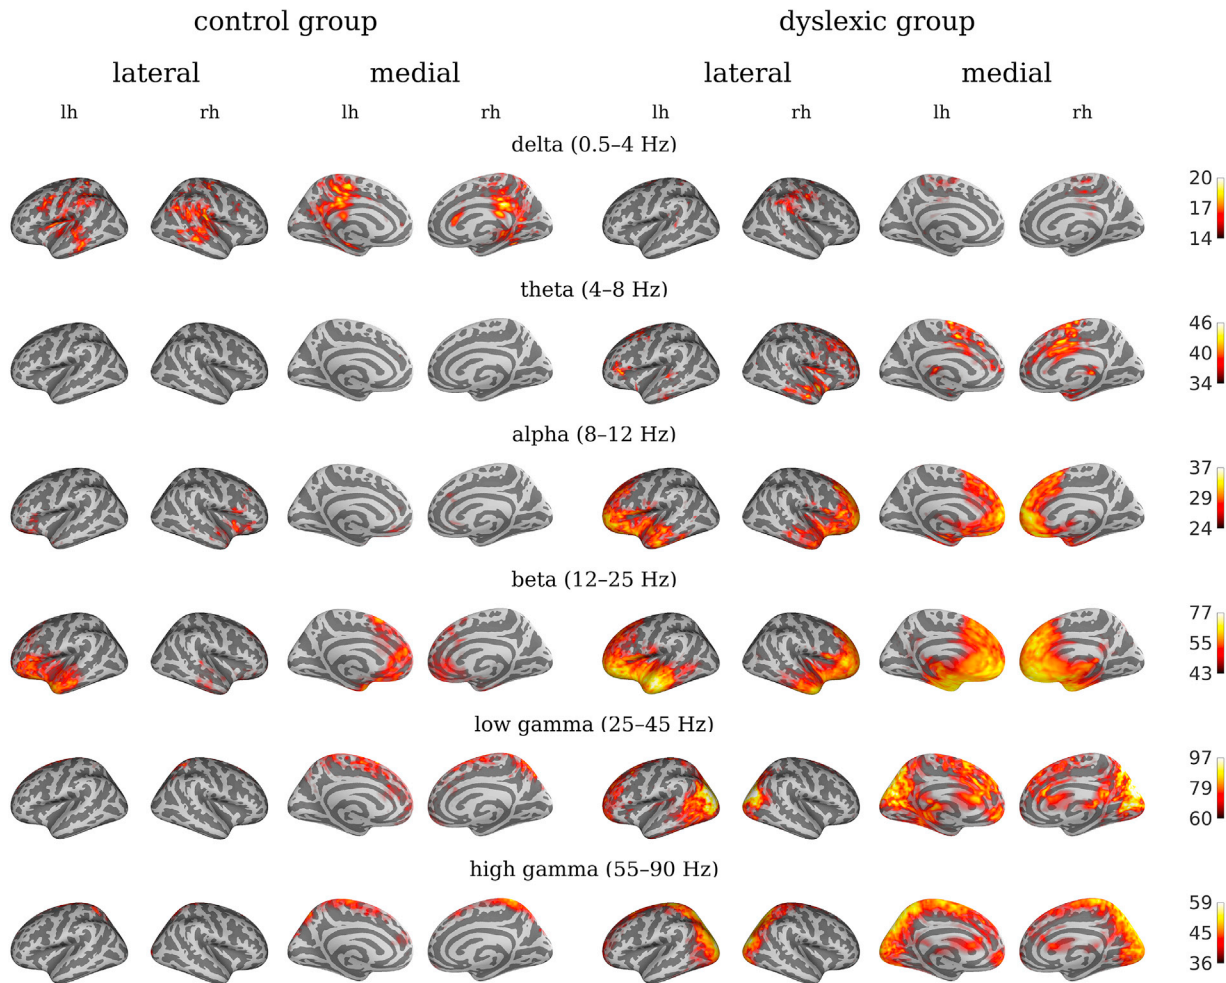 control group dyslexic group
lateral medial lateral medial
lh rh lh rh lh rh lh rh
delta (0.5–4 Hz)
20
17
14
theta (4–8 Hz)
46
40
34
alpha (8–12 Hz)
37
29
24
beta (12–25 Hz)
77
55
43
low gamma (25–45 Hz)
97
79
60
high gamma (55–90 Hz)
59
45
36